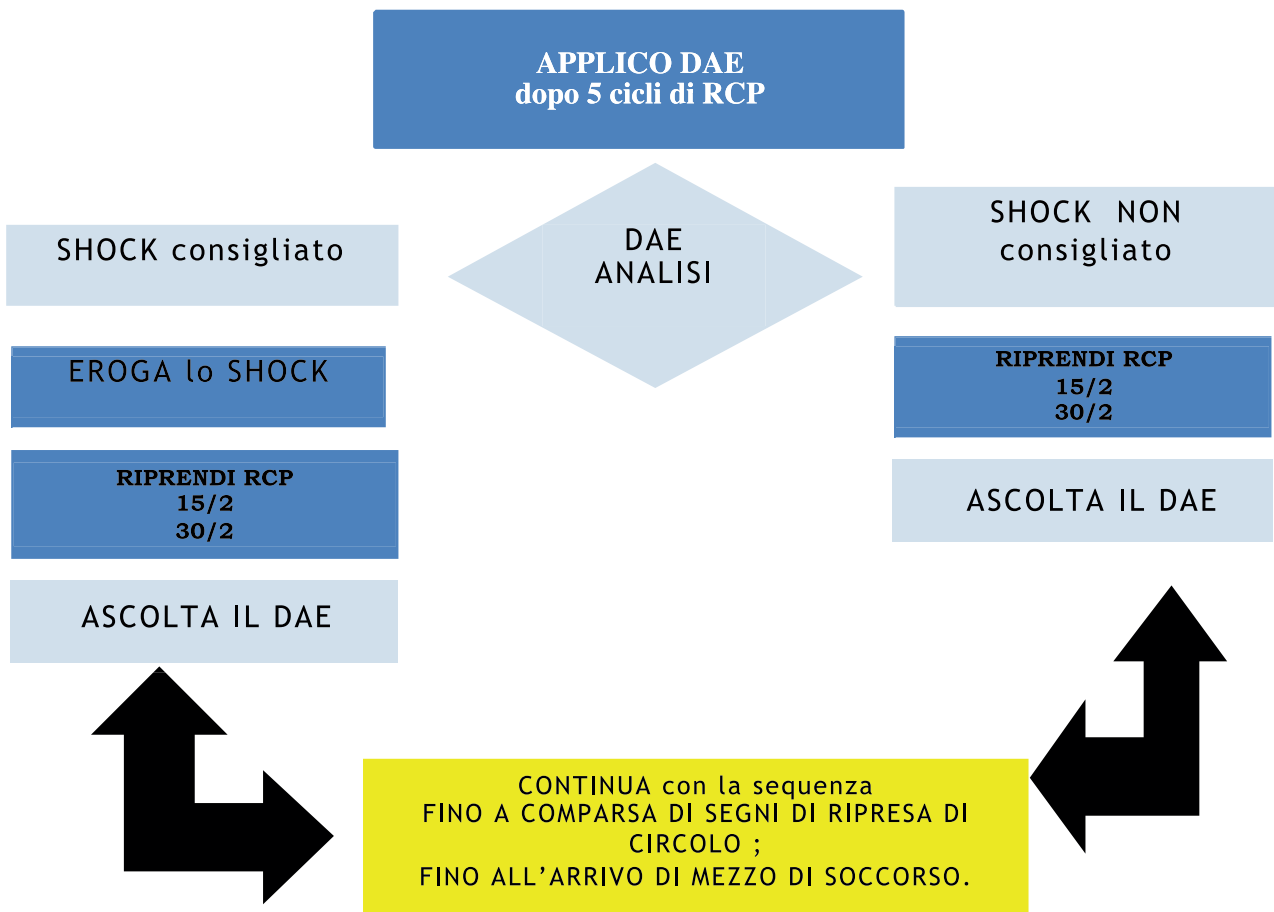 APPLICO DAE
dopo 5 cicli di RCP
DAE
ANALISI
SHOCK consigliato
EROGA lo SHOCK
RIPRENDI RCP
15/2
30/2
ASCOLTA IL DAE
SHOCK NON
consigliato
RIPRENDI RCP
15/2
30/2
ASCOLTA IL DAE
CONTINUA con la sequenza
FINO A COMPARSA DI SEGNI DI RIPRESA DI
CIRCOLO ;
FINO ALL’ARRIVO DI MEZZO DI SOCCORSO.